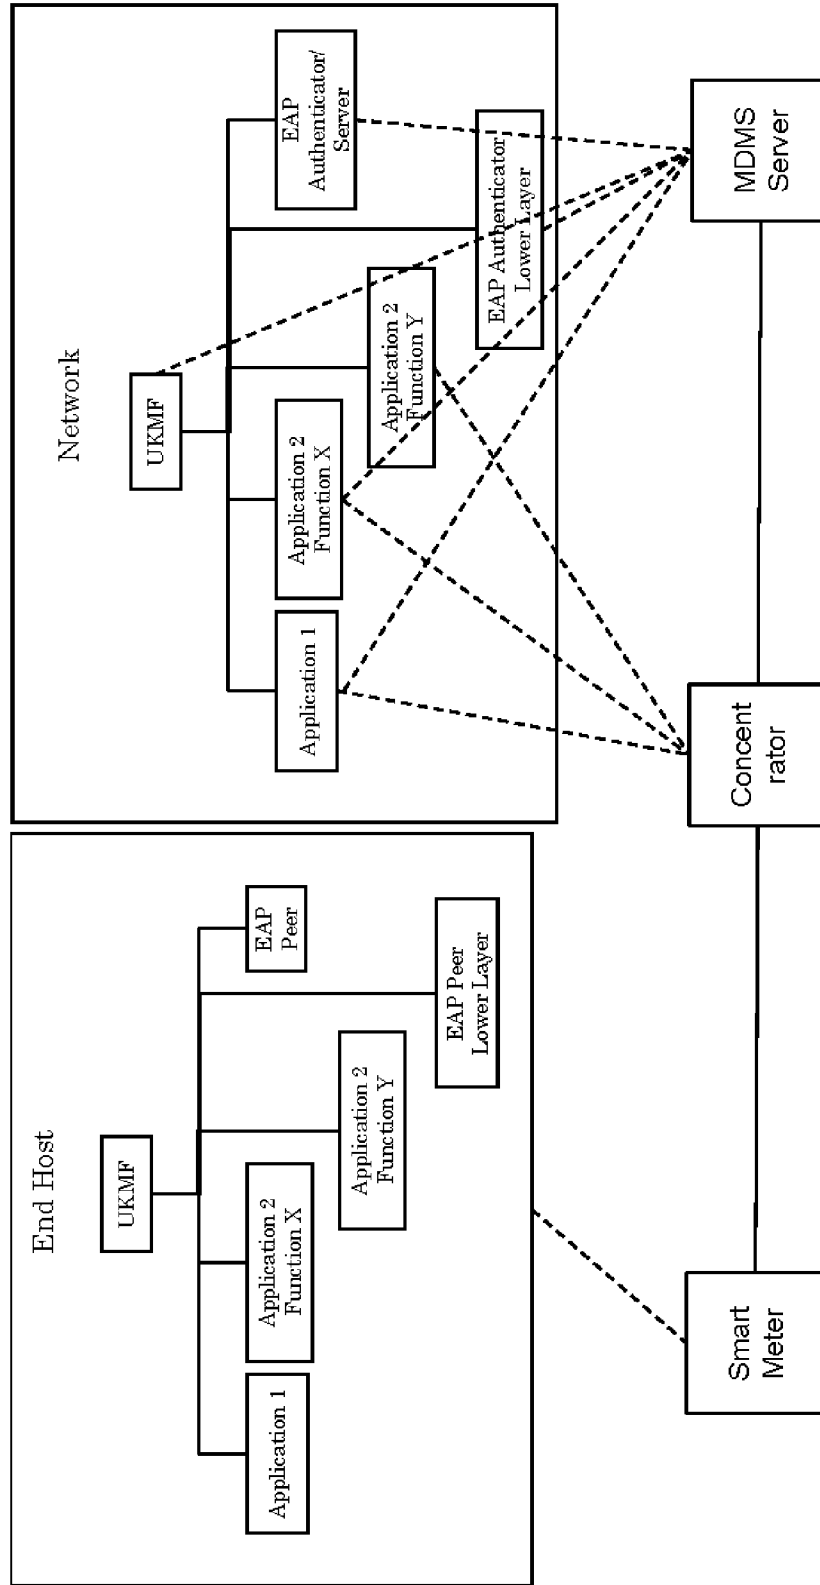 End Host
UKMF
Application 1
Application 2
Function X
Application 2
Function Y
EAP Peer
Lower Layer
EAP
Peer
Network
UKMF
Application 1
Application 2
Function X
Application 2
Function Y
EAP Authenticator
Lower Layer
EAP
Authenticator/
Server
Smart
Meter
Concent
rator
MDMS
Server